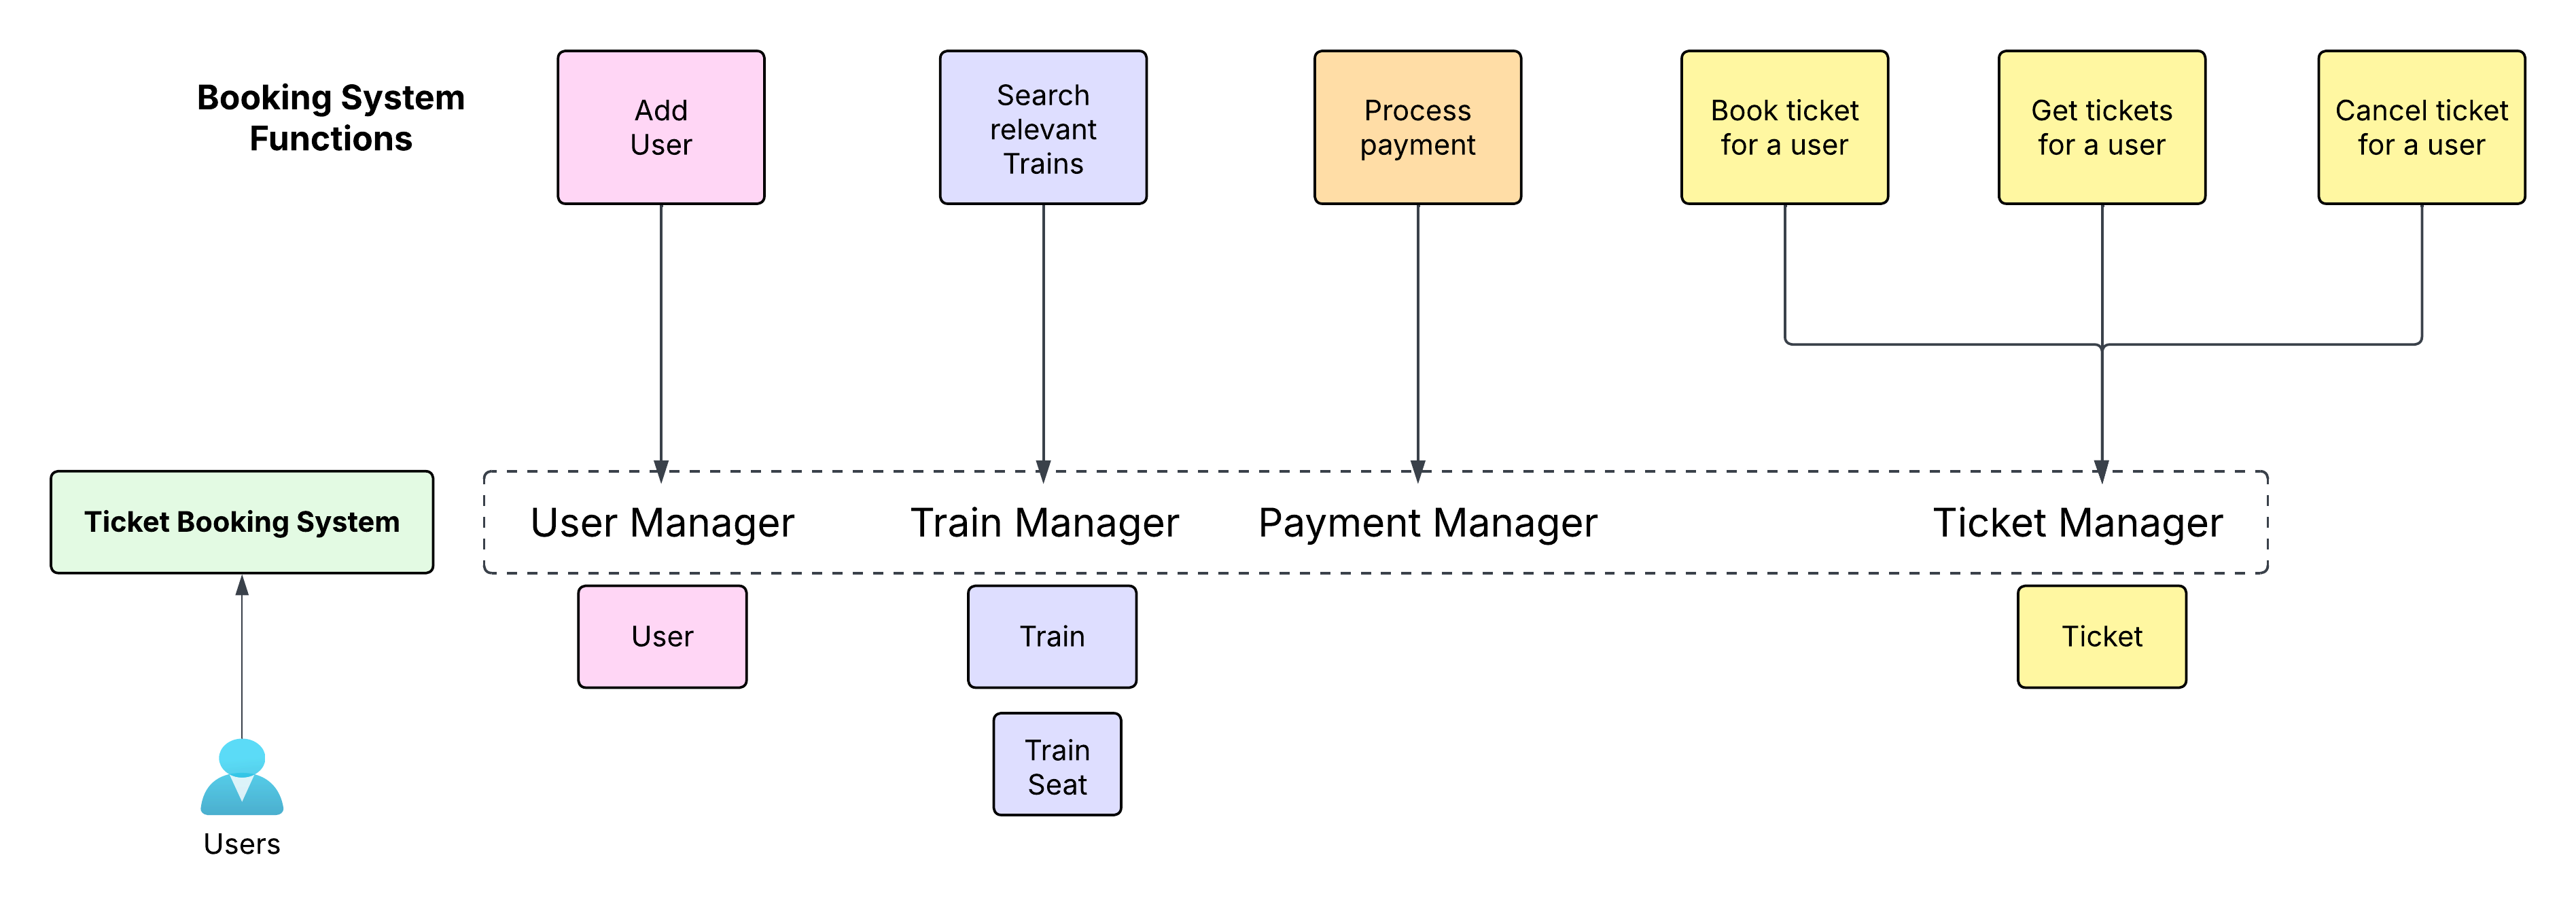 Booking System
Functions
Add
User
Search
relevant
Trains
Process
payment
Book ticket
for a user
Get tickets
for a user
Cancel ticket
for a user
Ticket Booking System
User Manager
Train Manager
Payment Manager
Ticket Manager
User
Train
Ticket
Train
Seat
Users